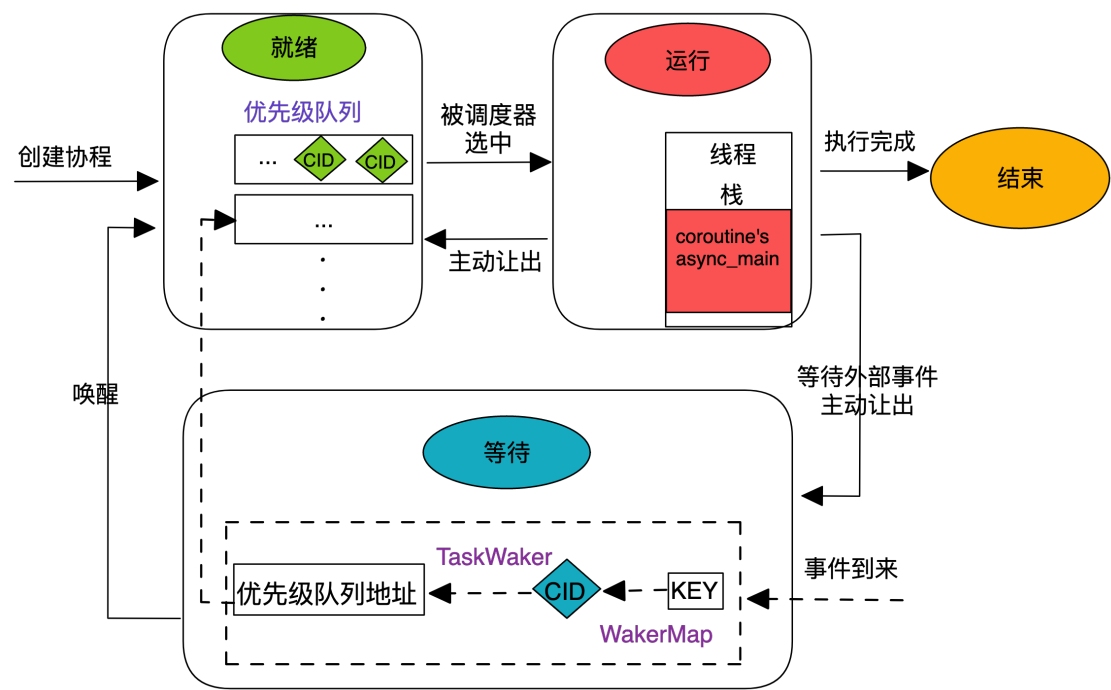 就绪
运行
优先级队列
被调度器
选中
创建协程
... CID CID
线程
栈
执行完成
结束
...
coroutine's
async_main
主动让出
唤醒
等待外部事件
主动让出
等待
TaskWaker
事件到来
优先级队列地址
CID
KEY
WakerMap